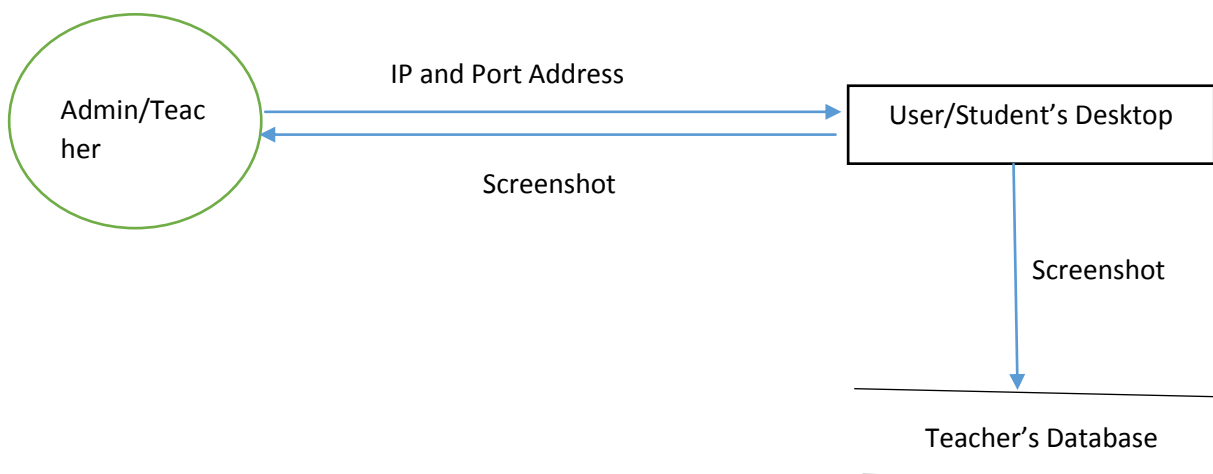 IP and Port Address
Admin/Teac
her
User/Student’s Desktop
Screenshot
Screenshot
Teacher’s Database